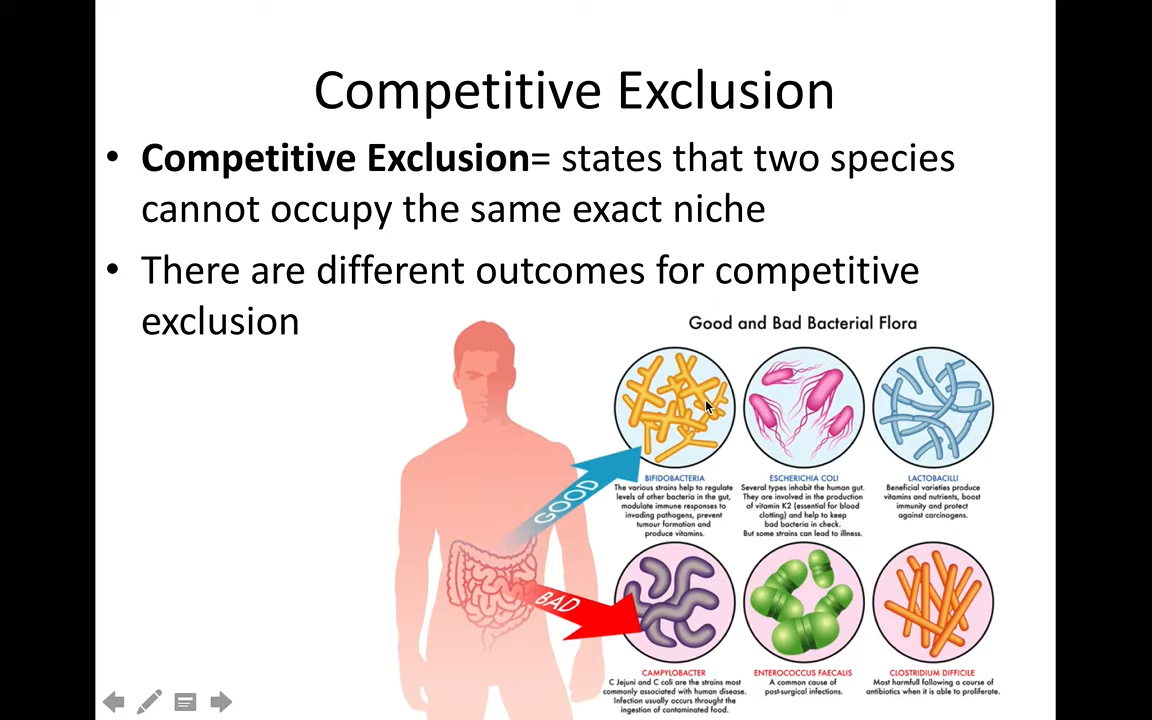 Competitive Exclusion
• Competitive Exclusion= states that two species
cannot occupy the same exact niche
• There are different outcomes for competitive
exclusion
Good and Bad Bacterial Flora
GOOD
BIFIDOBACTERIA
The various strains help to regulate
levels of other bacteria in the gut,
modulate immune responses to
invading pathogens, prevent
tumour formation and
produce vitamins.
ESCHERICHIA COLI
Several types inhabit the human gut.
They are involved in the production
of vitamin K2 (essential for blood
clotting) and help to keep
bad bacteria in check.
But some strains can lead to illness.
LACTOBACILLI
Beneficial varieties produce
vitamins and nutrients, boost
immunity and protect
against carcinogens.
BAD
CAMPYLOBACTER
C Jejuni and C coli are the strains most
commonly associated with human disease.
Infection usually occurs throught the
ingestion of contaminated food.
ENTEROCOCCUS FAECALIS
A common cause of
post-surgical infections.
CLOSTRIDIUM DIFFICILE
Most harmfull following a course of
antibiotics when it is able to proliferate.